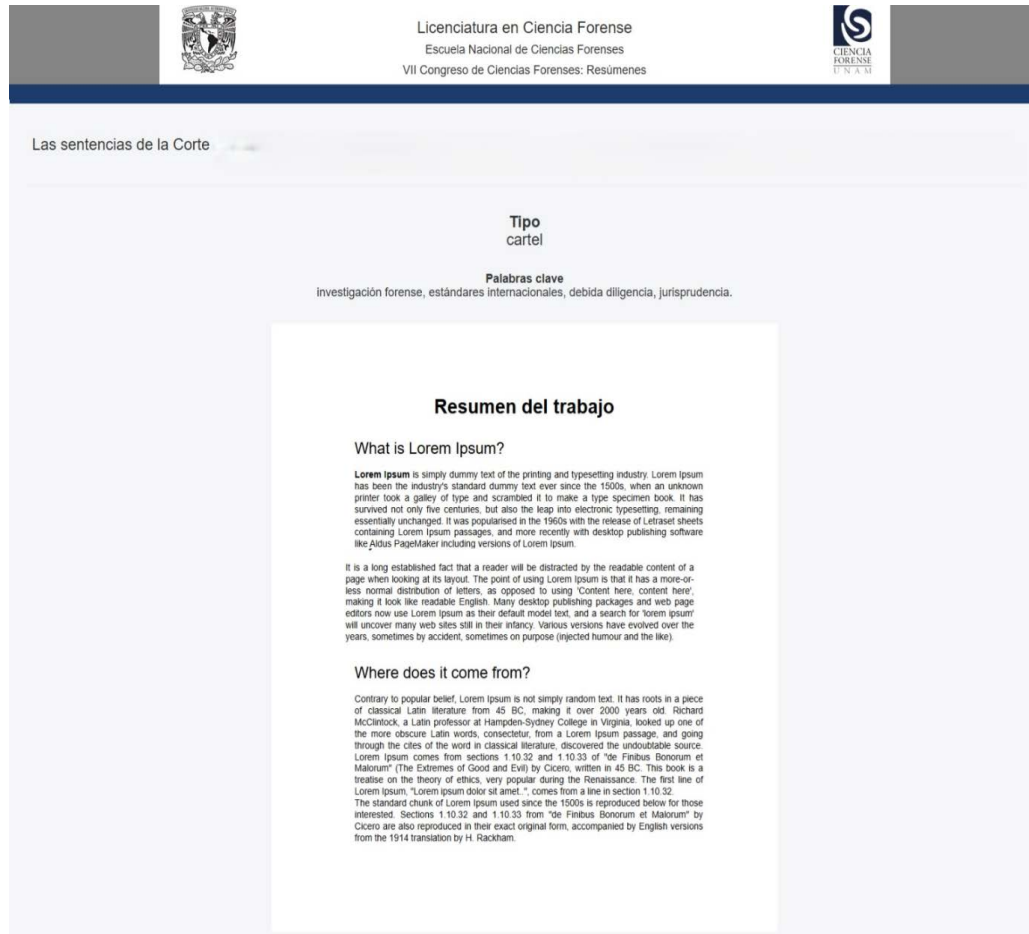 Licenciatura en Ciencia Forense
Escuela Nacional de Ciencias Forenses
VII Congreso de Ciencias Forenses: Resúmenes
CIENCIA
FORENSE
UNAM
Las sentencias de la Corte
Tipo
cartel
Palabras clave
investigación forense, estándares internacionales, debida diligencia, jurisprudencia.
Resumen del trabajo
What is Lorem Ipsum?
Lorem Ipsum is simply dummy text of the printing and typesetting industry. Lorem Ipsum
has been the industry's standard dummy text ever since the 1500s, when an unknown
printer took a galley of type and scrambled it to make a type specimen book. It has
survived not only five centuries, but also the leap into electronic typesetting, remaining
essentially unchanged. It was popularised in the 1960s with the release of Letraset sheets
containing Lorem Ipsum passages, and more recently with desktop publishing software
like Aldus PageMaker including versions of Lorem Ipsum.
It is a long established fact that a reader will be distracted by the readable content of a
page when looking at its layout. The point of using Lorem Ipsum is that it has a more-or-
less normal distribution of letters, as opposed to using 'Content here, content here',
making it look like readable English. Many desktop publishing packages and web page
editors now use Lorem Ipsum as their default model text, and a search for 'lorem ipsum'
will uncover many web sites still in their infancy. Various versions have evolved over the
years, sometimes by accident, sometimes on purpose (injected humour and the like).
Where does it come from?
Contrary to popular belief, Lorem Ipsum is not simply random text. It has roots in a piece
of classical Latin literature from 45 BC, making it over 2000 years old. Richard
McClintock, a Latin professor at Hampden-Sydney College in Virginia, looked up one of
the more obscure Latin words, consectetur, from a Lorem Ipsum passage, and going
through the cites of the word in classical literature, discovered the undoubtable source.
Lorem Ipsum comes from sections 1.10.32 and 1.10.33 of "de Finibus Bonorum et
Malorum" (The Extremes of Good and Evil) by Cicero, written in 45 BC. This book is a
treatise on the theory of ethics, very popular during the Renaissance. The first line of
Lorem Ipsum, "Lorem ipsum dolor sit amet..", comes from a line in section 1.10.32.
The standard chunk of Lorem Ipsum used since the 1500s is reproduced below for those
interested. Sections 1.10.32 and 1.10.33 from "de Finibus Bonorum et Malorum" by
Cicero are also reproduced in their exact original form, accompanied by English versions
from the 1914 translation by H. Rackham.